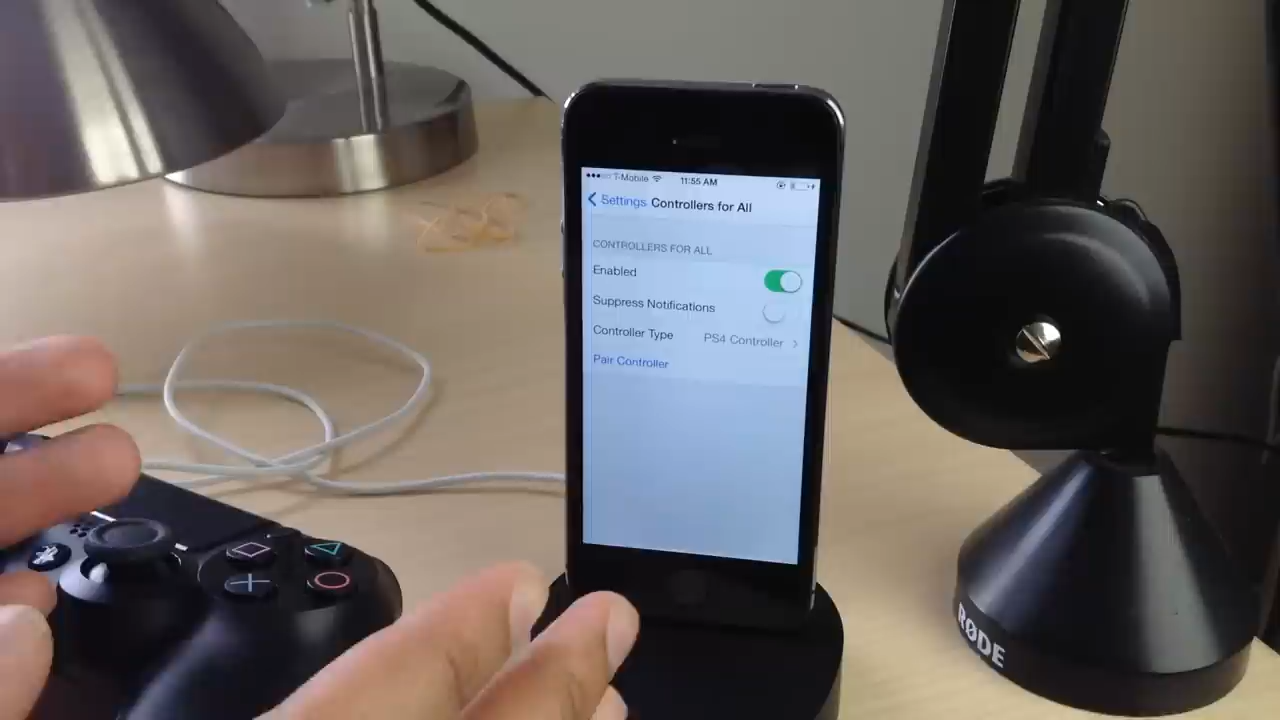 T-Mobile 11:55 AM
Settings Controllers for All
CONTROLLERS FOR ALL
Enabled
Suppress Notifications
Controller Type PS4 Controller
Pair Controller
RØDE